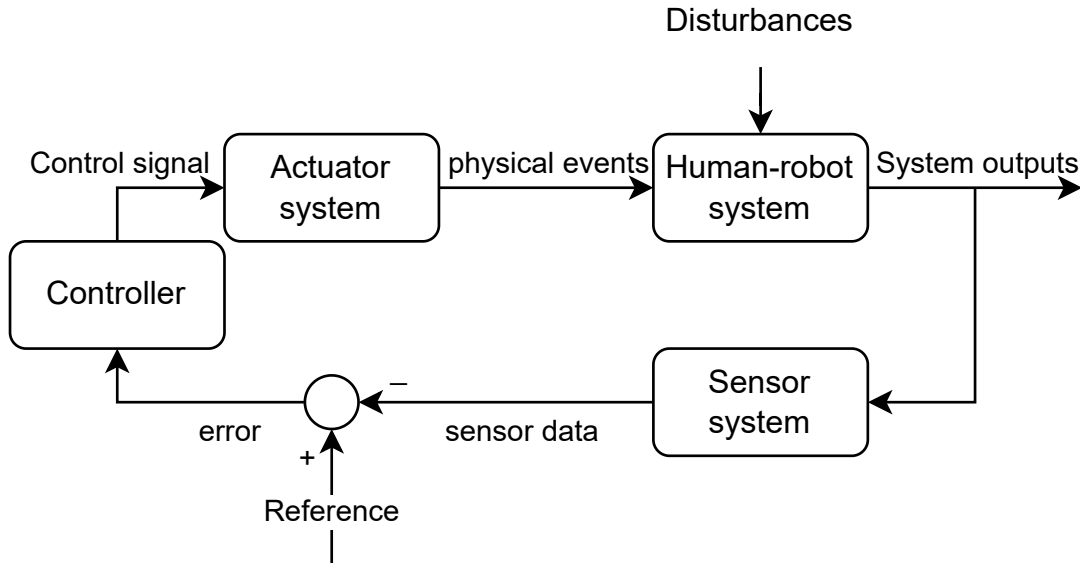 Disturbances
Control signal
Actuator
system
physical events
Human-robot
system
System outputs
Controller
Sensor
system
−
error
sensor data
+
Reference